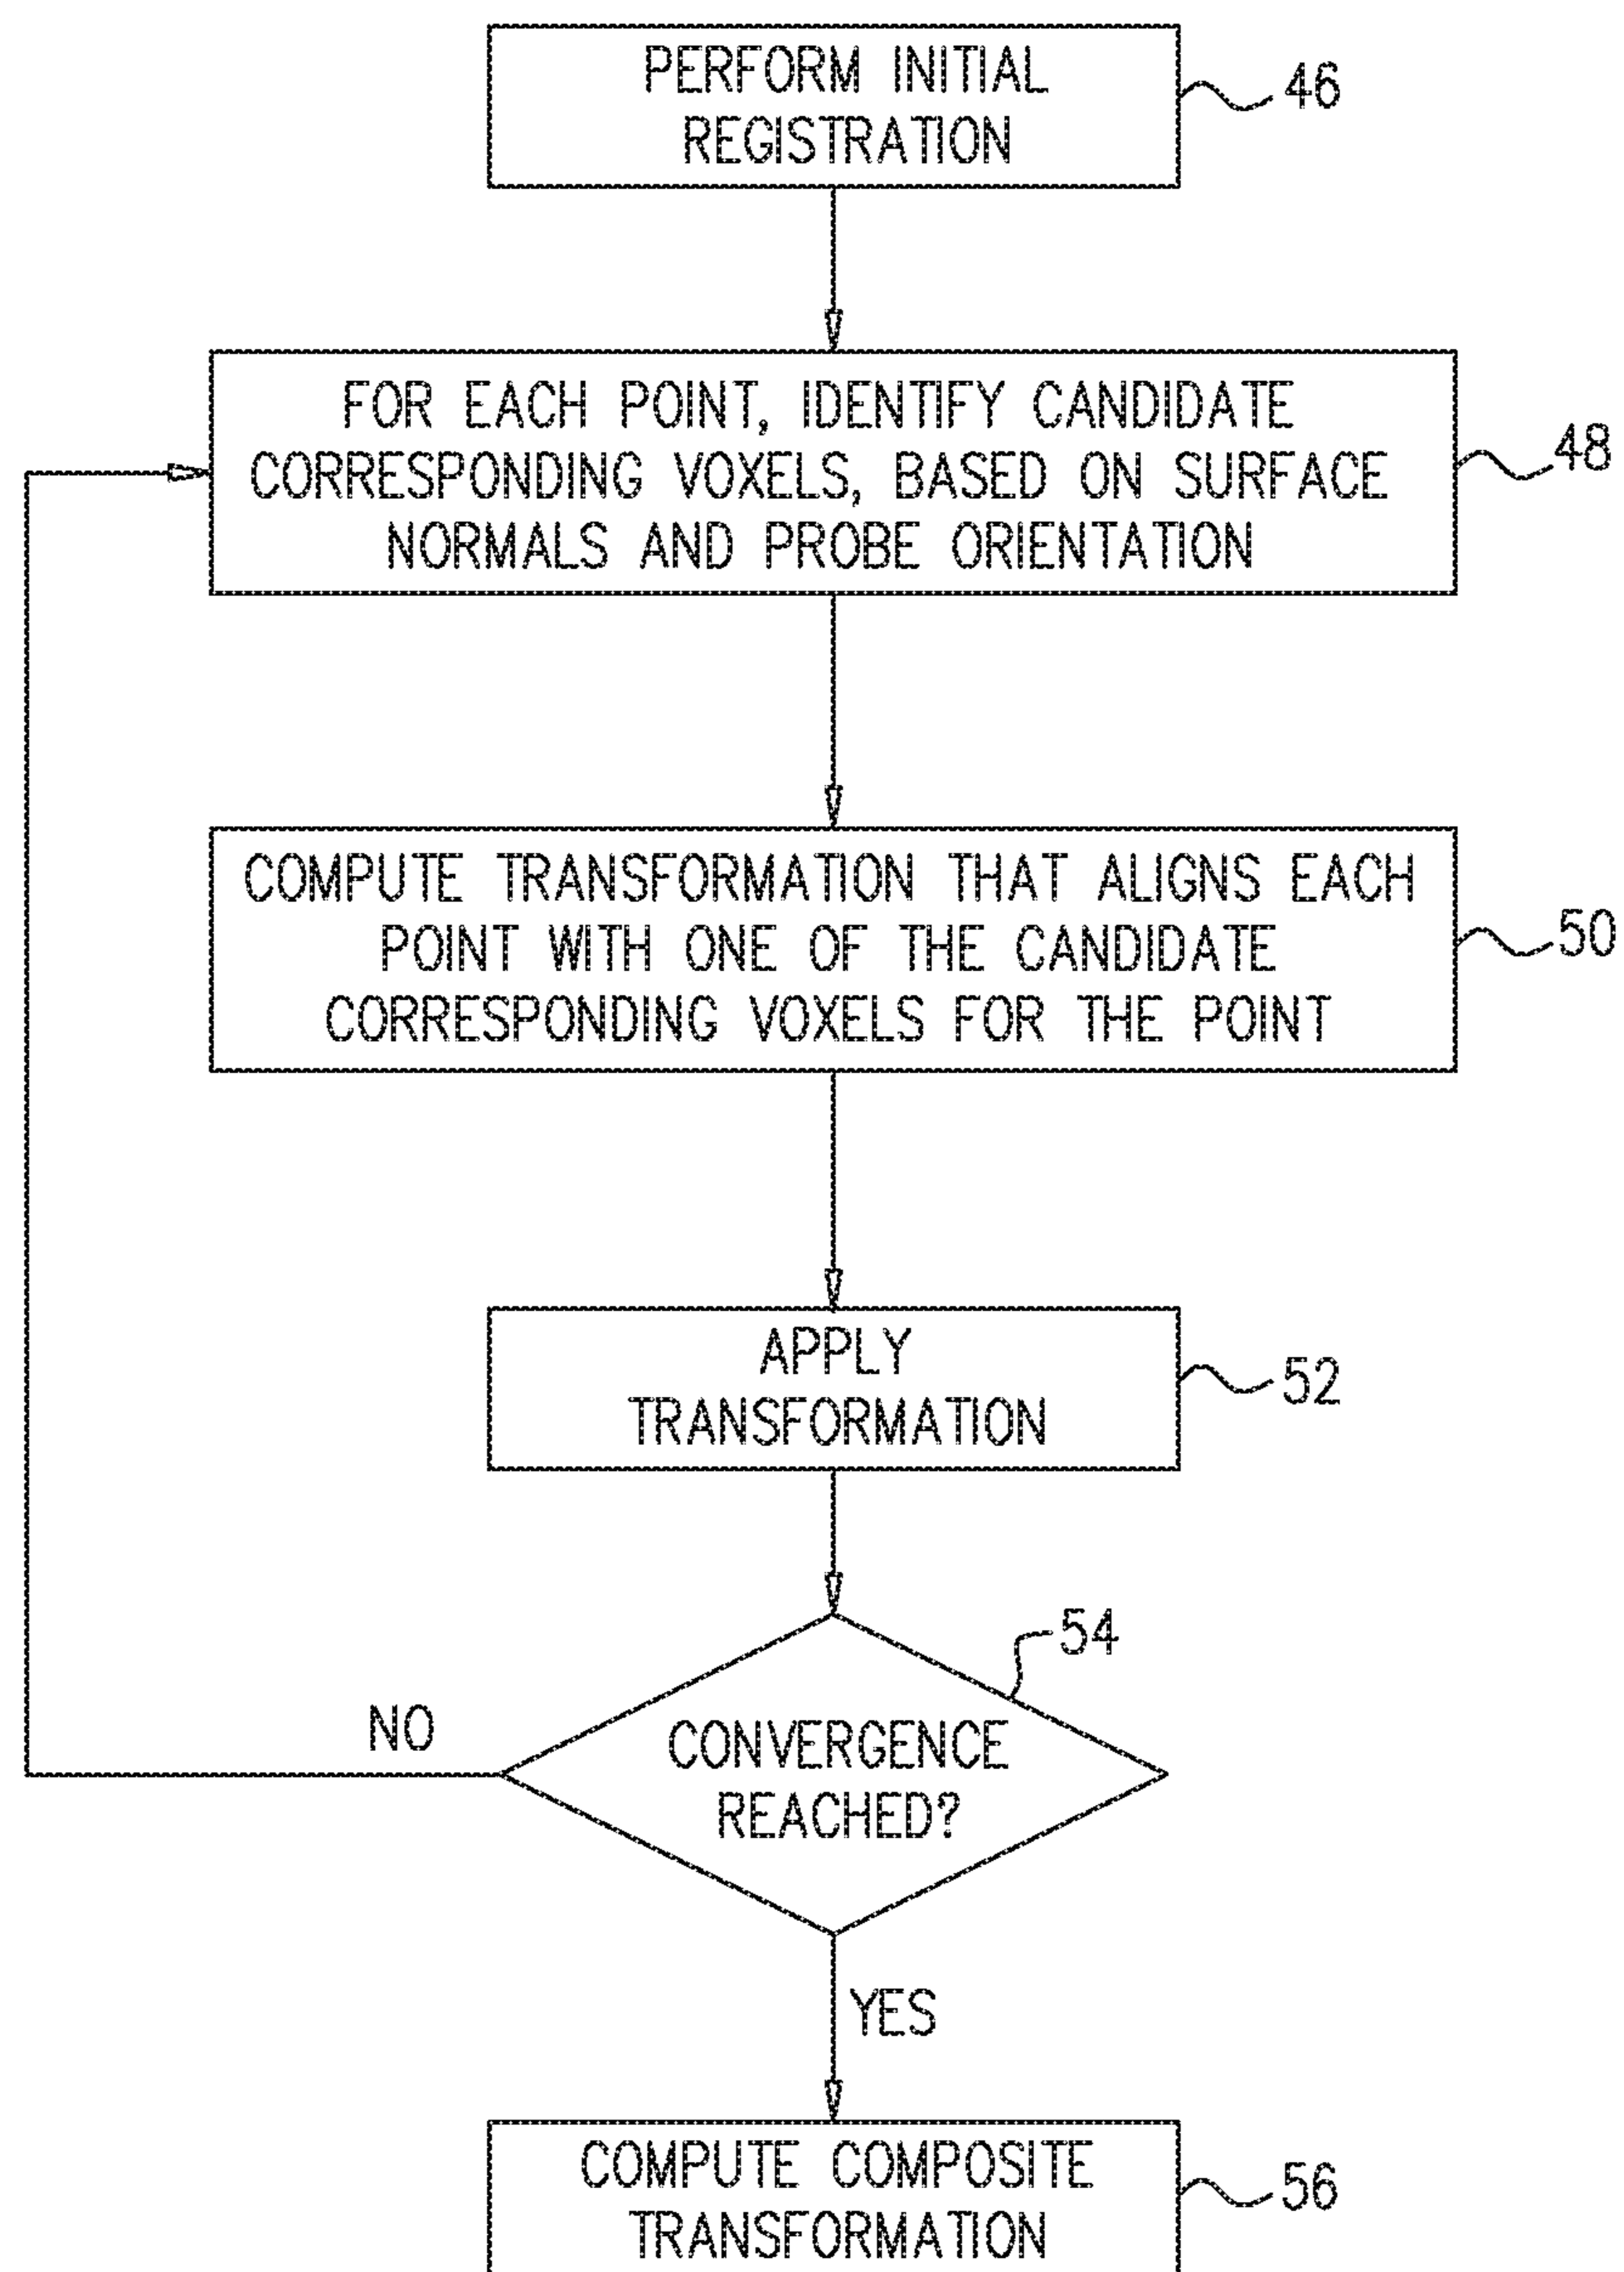 PERFORM INITIAL
REGISTRATION
46
FOR EACH POINT, IDENTIFY CANDIDATE
CORRESPONDING VOXELS, BASED ON SURFACE
NORMALS AND PROBE ORIENTATION
48
COMPUTE TRANSFORMATION THAT ALIGNS EACH
POINT WITH ONE OF THE CANDIDATE
CORRESPONDING VOXELS FOR THE POINT
50
APPLY
TRANSFORMATION
52
54
NO
CONVERGENCE
REACHED?
YES
COMPUTE COMPOSITE
TRANSFORMATION
56